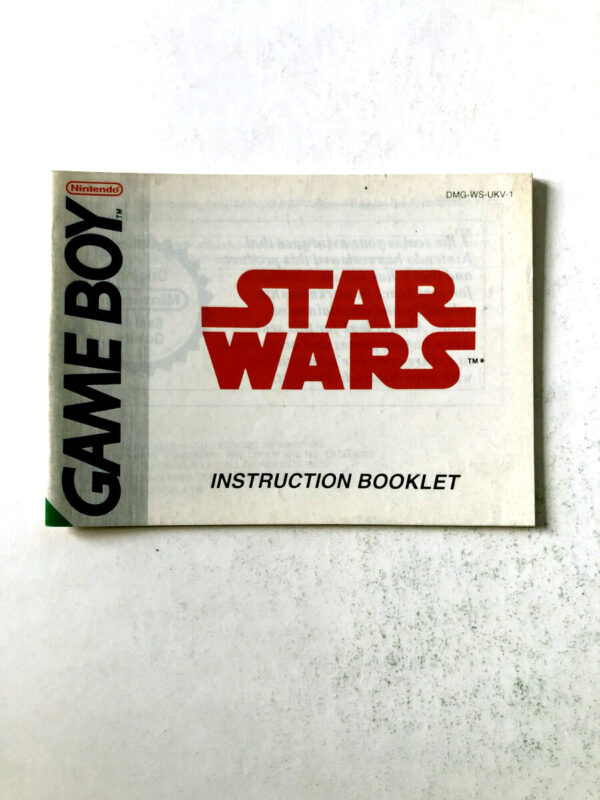 Nintendo
DMG-WS-UKV-1
GAME BOY™
STAR
WARS™*
INSTRUCTION BOOKLET